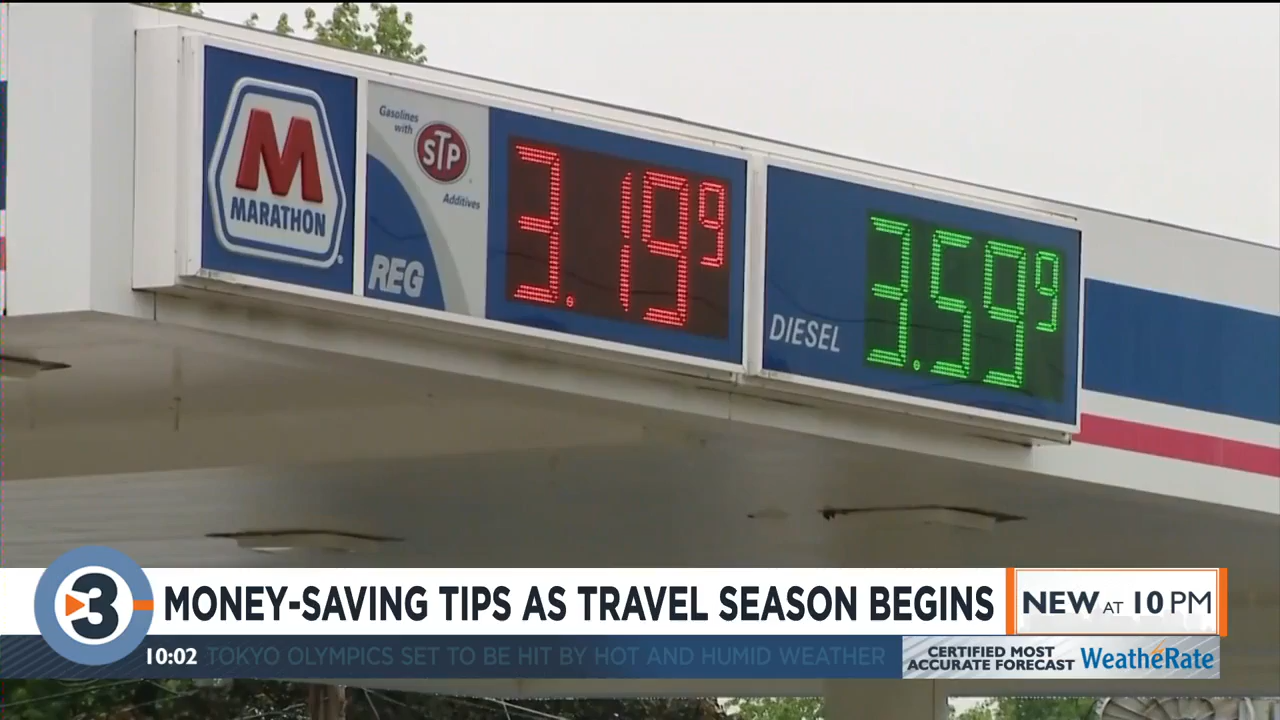 M
MARATHON
Gasolines
with
STP
Additives
REG
3.19 9
DIESEL
3.59 9
3
MONEY-SAVING TIPS AS TRAVEL SEASON BEGINS
NEW AT 10 PM
10:02
TOKYO OLYMPICS SET TO BE HIT BY HOT AND HUMID WEATHER
CERTIFIED MOST
ACCURATE FORECAST
WeatheRate